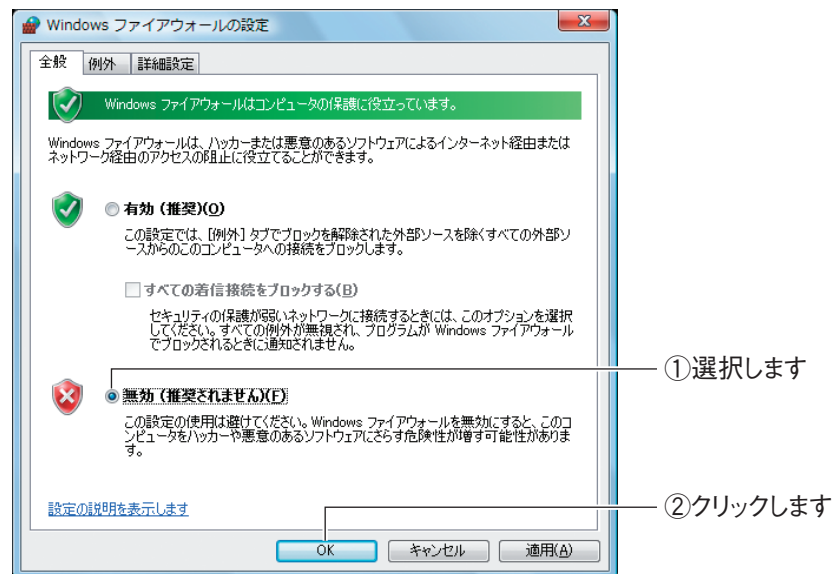 Windows ファイアウォールの設定
全般 例外 詳細設定
Windows ファイアウォールはコンピュータの保護に役立っています。
Windows ファイアウォールは、ハッカーまたは悪意のあるソフトウェアによるインターネット経由または
ネットワーク経由のアクセスの阻止に役立てることができます。
有効 (推奨)(O)
この設定では、[例外] タブでブロックを解除された外部ソースを除くすべての外部ソ
ースからのこのコンピュータへの接続をブロックします。
すべての着信接続をブロックする(B)
セキュリティの保護が弱いネットワークに接続するときには、このオプションを選択
してください。すべての例外が無視され、プログラムが Windows ファイアウォール
でブロックされるときに通知されません。
①選択します
無効 (推奨されません)(F)
この設定の使用は避けてください。Windows ファイアウォールを無効にすると、このコ
ンピュータをハッカーや悪意のあるソフトウェアにさらす危険性が増す可能性がありま
す。
設定の説明を表示します
②クリックします
OK キャンセル 適用(A)